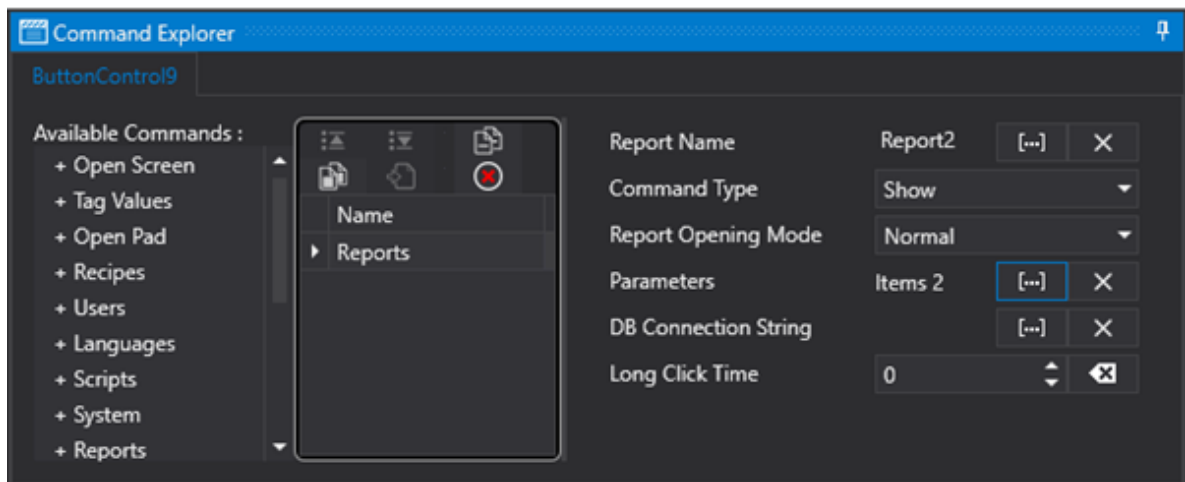 Command Explorer
ButtonControl9
Available Commands :
+ Open Screen
+ Tag Values
+ Open Pad
+ Recipes
+ Users
+ Languages
+ Scripts
+ System
+ Reports
Name
Reports
Report Name Report2 [...]
Command Type Show
Report Opening Mode Normal
Parameters Items 2 [...]
DB Connection String [...]
Long Click Time 0